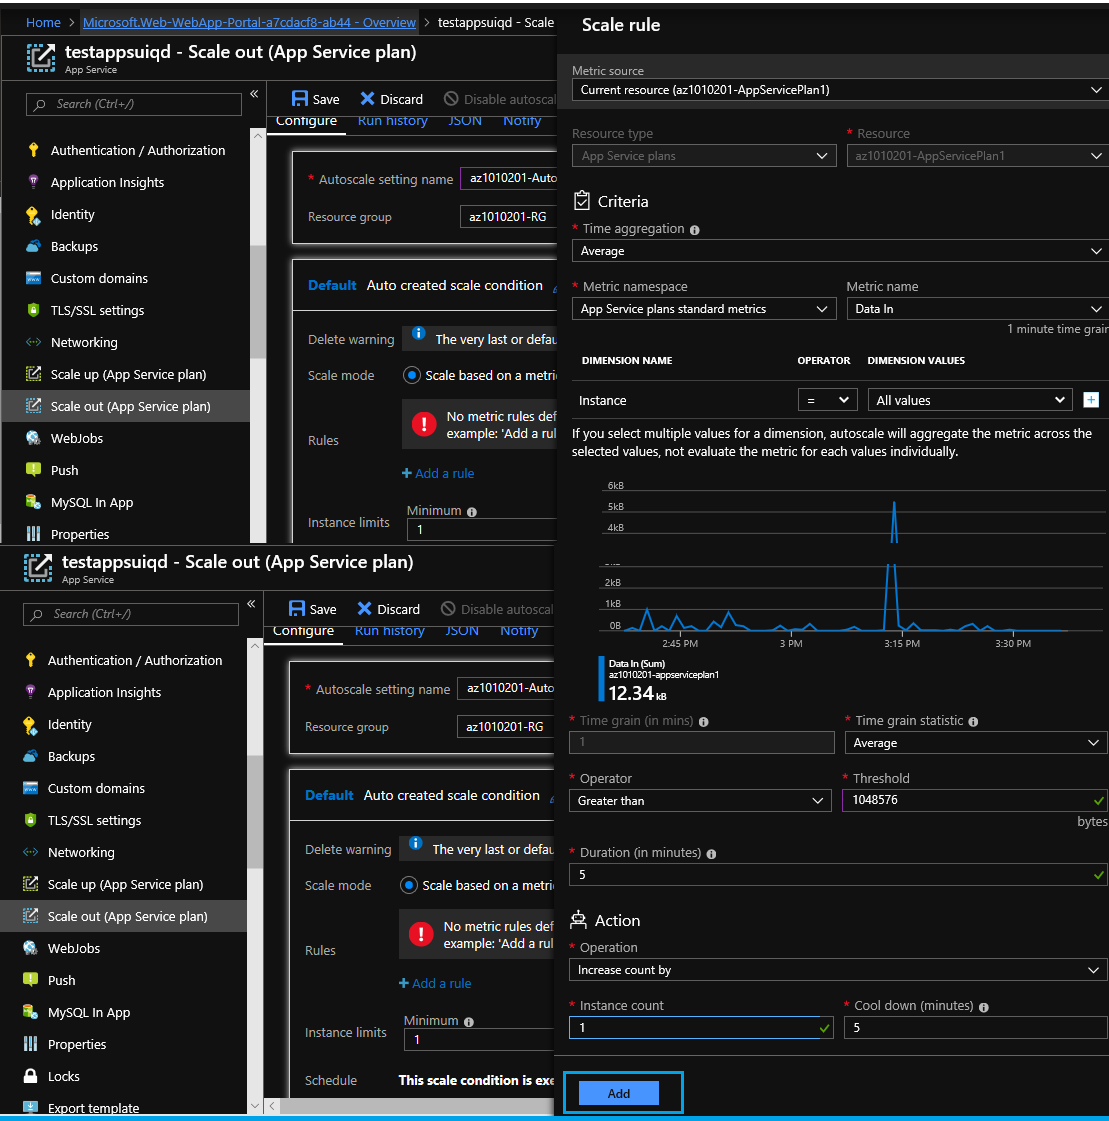 Home > Microsoft.Web-WebApp-Portal-a7cdacf8-ab44 - Overview > testappsuiqd - Scale
testappsuiqd - Scale out (App Service plan)
App Service
Search (Ctrl+/)
«
Authentication / Authorization
Application Insights
Identity
Backups
Custom domains
TLS/SSL settings
Networking
Scale up (App Service plan)
Scale out (App Service plan)
WebJobs
Push
MySQL In App
Properties
Save Discard Disable autoscal
Configure Run history JSON Notify
* Autoscale setting name az1010201-Auto
Resource group az1010201-RG
Default Auto created scale condition
Delete warning The very last or defau
Scale mode Scale based on a metri
Rules
No metric rules def
example: 'Add a rul
+ Add a rule
Instance limits
Minimum
1
testappsuiqd - Scale out (App Service plan)
App Service
Search (Ctrl+/)
«
Authentication / Authorization
Application Insights
Identity
Backups
Custom domains
TLS/SSL settings
Networking
Scale up (App Service plan)
Scale out (App Service plan)
WebJobs
Push
MySQL In App
Properties
Locks
Export template
Save Discard Disable autoscal
Configure Run history JSON Notify
* Autoscale setting name az1010201-Auto
Resource group az1010201-RG
Default Auto created scale condition
Delete warning The very last or defau
Scale mode Scale based on a metri
Rules
No metric rules def
example: 'Add a rul
+ Add a rule
Instance limits
Minimum
1
Schedule This scale condition is exe
Scale rule
Metric source
Current resource (az1010201-AppServicePlan1)
Resource type * Resource
App Service plans az1010201-AppServicePlan1
Criteria
* Time aggregation
Average
* Metric namespace Metric name
App Service plans standard metrics Data In
1 minute time grain
DIMENSION NAME OPERATOR DIMENSION VALUES
Instance = All values +
If you select multiple values for a dimension, autoscale will aggregate the metric across the
selected values, not evaluate the metric for each values individually.
6kB
5kB
4kB
2kB
1kB
0B
2:45 PM 3 PM 3:15 PM 3:30 PM
Data In (Sum)
az1010201-appserviceplan1
12.34 kB
* Time grain (in mins) * Time grain statistic
1 Average
* Operator * Threshold
Greater than 1048576
bytes
* Duration (in minutes)
5
Action
* Operation
Increase count by
* Instance count * Cool down (minutes)
1 5
Add